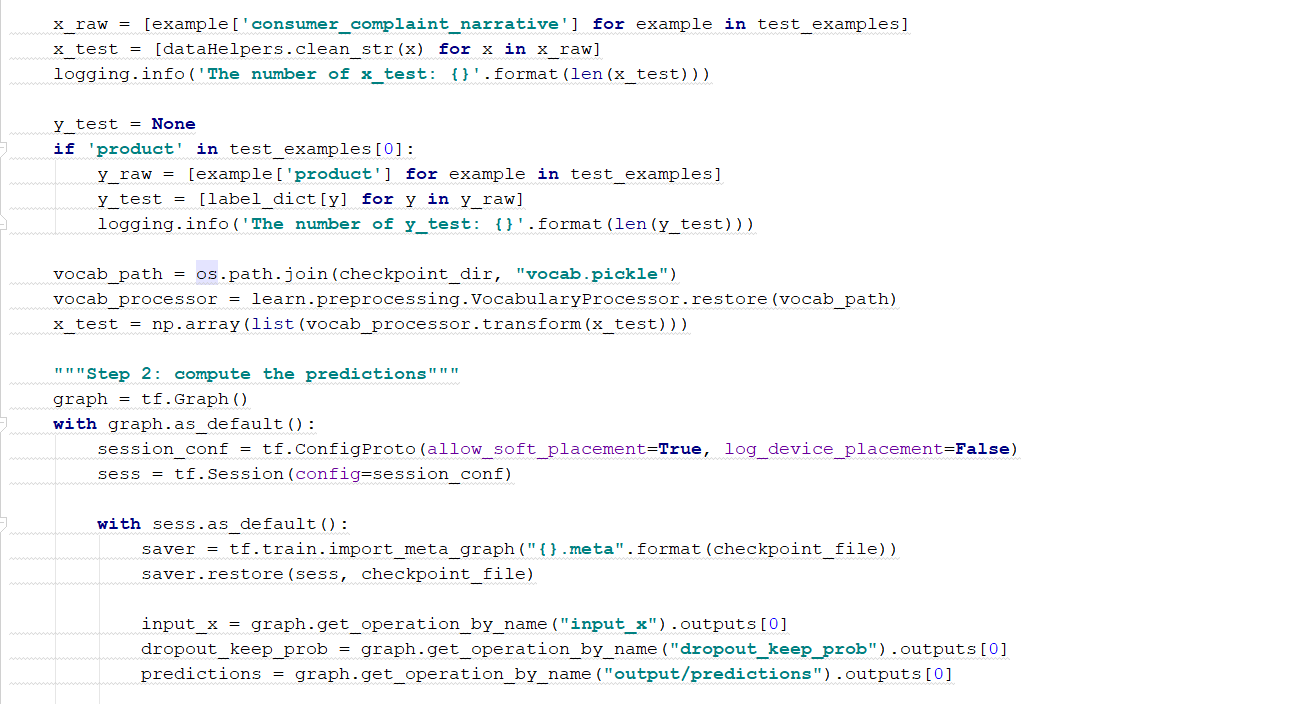 x_raw = [example['consumer_complaint_narrative'] for example in test_examples]
x_test = [dataHelpers.clean_str(x) for x in x_raw]
logging.info('The number of x_test: {}'.format(len(x_test)))
y_test = None
if 'product' in test_examples[0]:
y_raw = [example['product'] for example in test_examples]
y_test = [label_dict[y] for y in y_raw]
logging.info('The number of y_test: {}'.format(len(y_test)))
vocab_path = os.path.join(checkpoint_dir, "vocab.pickle")
vocab_processor = learn.preprocessing.VocabularyProcessor.restore(vocab_path)
x_test = np.array(list(vocab_processor.transform(x_test)))
"""Step 2: compute the predictions"""
graph = tf.Graph()
with graph.as_default():
session_conf = tf.ConfigProto(allow_soft_placement=True, log_device_placement=False)
sess = tf.Session(config=session_conf)
with sess.as_default():
saver = tf.train.import_meta_graph("{}.meta".format(checkpoint_file))
saver.restore(sess, checkpoint_file)
input_x = graph.get_operation_by_name("input_x").outputs[0]
dropout_keep_prob = graph.get_operation_by_name("dropout_keep_prob").outputs[0]
predictions = graph.get_operation_by_name("output/predictions").outputs[0]